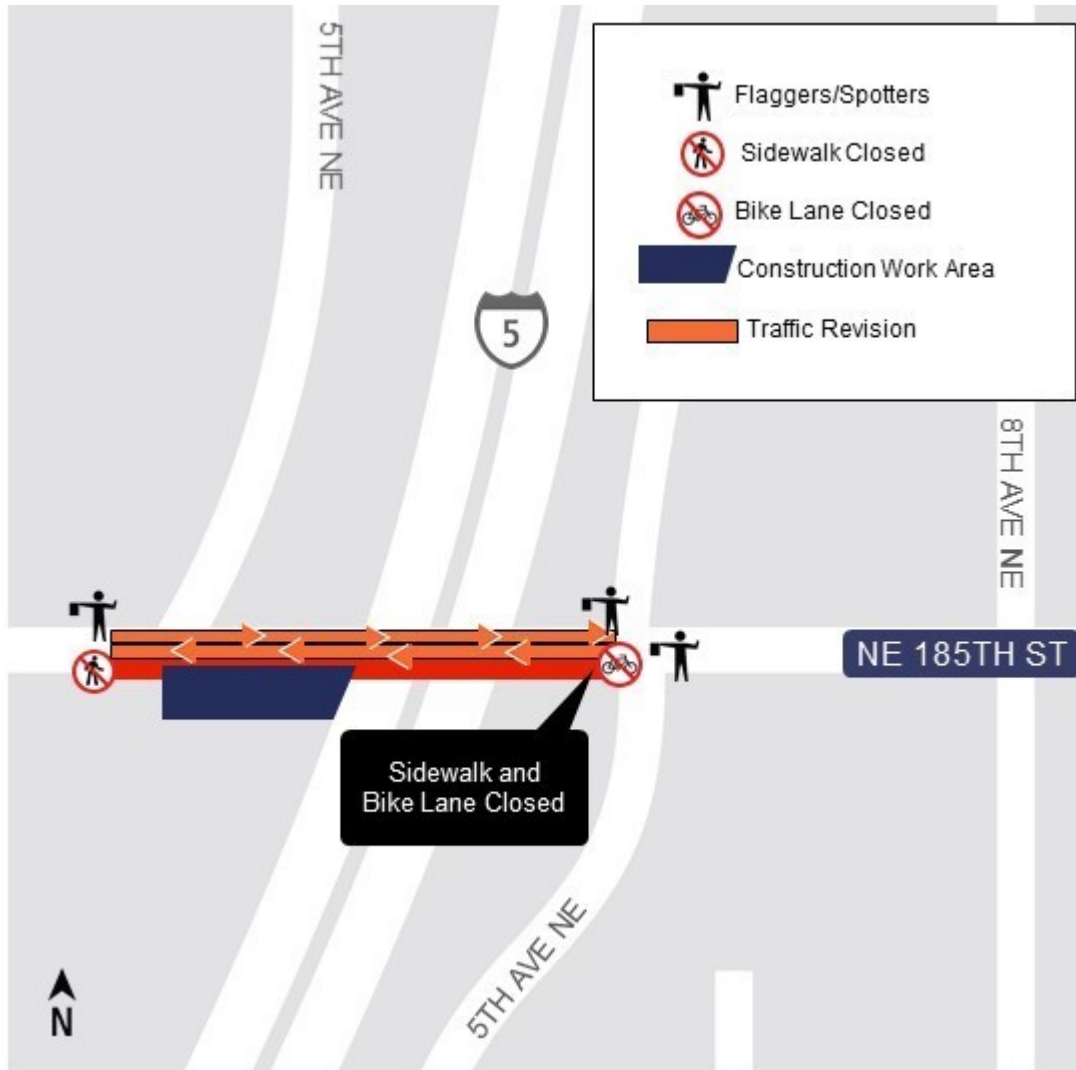 5TH AVE NE
Flaggers/Spotters
Sidewalk Closed
Bike Lane Closed
Construction Work Area
Traffic Revision
5
8TH AVE NE
NE 185TH ST
Sidewalk and
Bike Lane Closed
5TH AVE NE
N